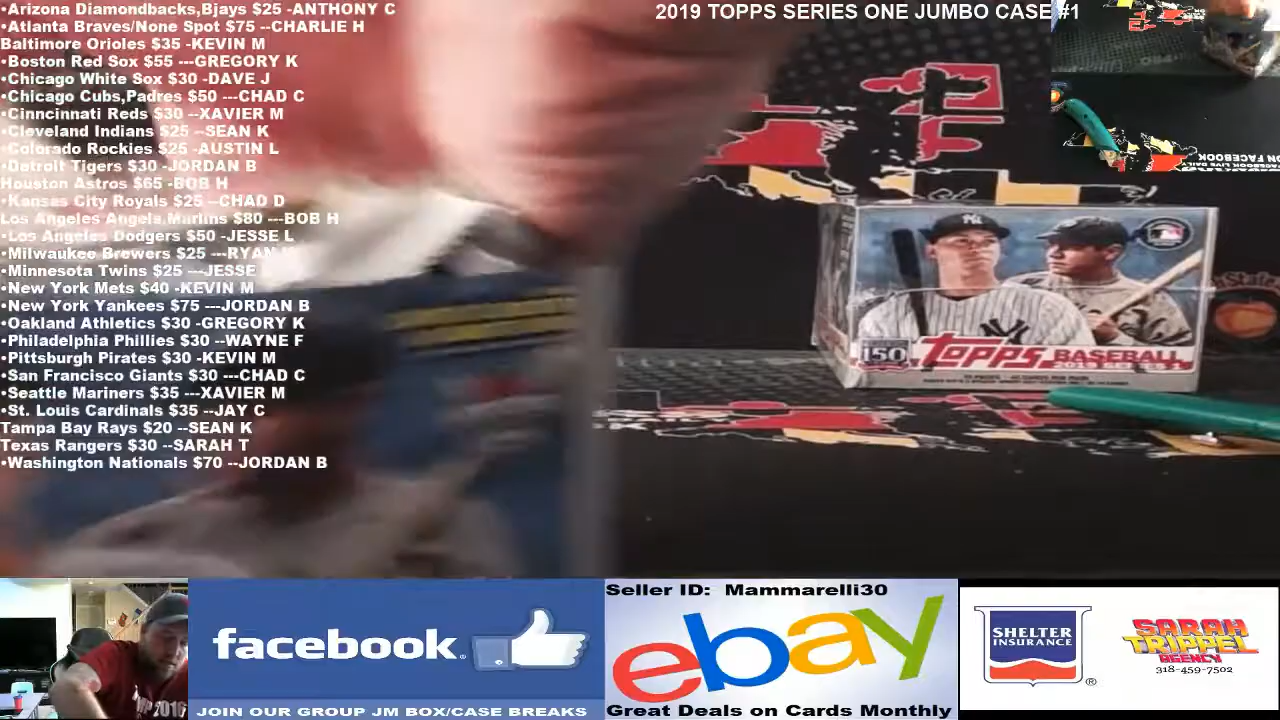 •Arizona Diamondbacks,Bjays $25 -ANTHONY C
•Atlanta Braves/None Spot $75 --CHARLIE H
Baltimore Orioles $35 -KEVIN M
•Boston Red Sox $55 ---GREGORY K
•Chicago White Sox $30 -DAVE J
•Chicago Cubs,Padres $50 ---CHAD C
•Cinncinnati Reds $30 --XAVIER M
•Cleveland Indians $25 --SEAN K
•Colorado Rockies $25 -AUSTIN L
•Detroit Tigers $30 -JORDAN B
Houston Astros $65 -BOB H
•Kansas City Royals $25 --CHAD D
Los Angeles Angels,Marlins $80 ---BOB H
•Los Angeles Dodgers $50 -JESSE L
•Milwaukee Brewers $25 ---RYAN
•Minnesota Twins $25 ---JESSE
•New York Mets $40 -KEVIN M
•New York Yankees $75 ---JORDAN B
•Oakland Athletics $30 -GREGORY K
•Philadelphia Phillies $30 --WAYNE F
•Pittsburgh Pirates $30 -KEVIN M
•San Francisco Giants $30 ---CHAD C
•Seattle Mariners $35 ---XAVIER M
•St. Louis Cardinals $35 --JAY C
Tampa Bay Rays $20 --SEAN K
Texas Rangers $30 --SARAH T
•Washington Nationals $70 --JORDAN B
2019 TOPPS SERIES ONE JUMBO CASE #1
ON FACEBOOK
150
TOPPS BASEBALL
2019 SERIES 1
facebook.
JOIN OUR GROUP JM BOX/CASE BREAKS
Seller ID: Mammarelli30
ebay
Great Deals on Cards Monthly
SHELTER
INSURANCE
SARAH
TRIPPEL
AGENCY
318-459-7502
2016